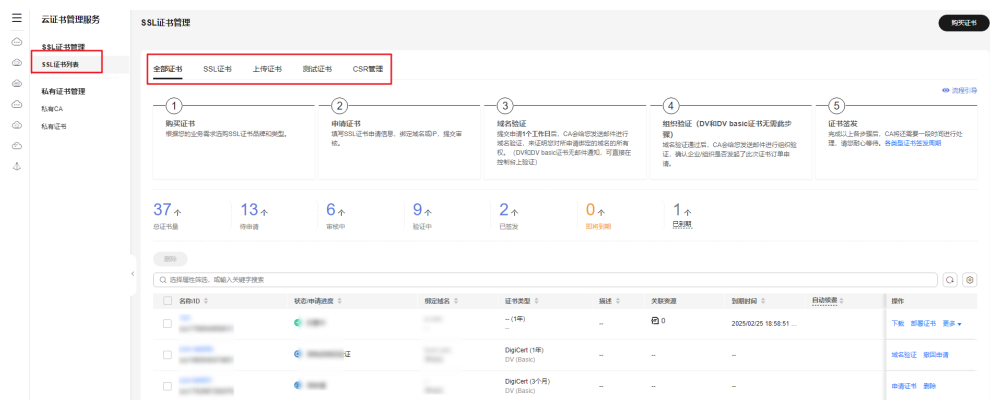 云证书管理服务
SSL证书管理
购买证书
SSL证书管理
SSL证书列表
私有证书管理
私有CA
私有证书
全部证书 SSL证书 上传证书 测试证书 CSR管理
流程引导
1 2 3 4 5
购买证书
根据您的业务需求选购SSL证书品牌和类型。
申请证书
填写SSL证书申请信息，绑定域名或IP，提交审
核。
域名验证
提交申请1个工作日后，CA会给您发送邮件进行
域名验证，来证明您对所申请绑定的域名的所有
权。（DV和DV basic证书无邮件通知，可直接在
控制台上验证）
组织验证（DV和DV basic证书无需此步
骤）
域名验证通过后，CA会给您发送邮件进行组织验
证，确认企业/组织是否发起了此次证书订单申
请。
证书签发
完成以上各步骤后，CA将还需要一段时间进行处
理，请您耐心等待。各类型证书签发周期
37 个 13 个 6 个 9 个 2 个 0 个 1 个
总证书量 待申请 审核中 验证中 已签发 即将到期 已到期
删除
选择属性筛选，或输入关键字搜索
名称/ID 状态/申请进度 绑定域名 证书类型 描述 关联资源 到期时间 自动续费 操作
-- (1年)
--
-- 0 2025/02/25 18:58:51 ... 下载 部署证书 更多
证 DigiCert (1年)
DV (Basic)
-- -- -- 域名验证 撤回申请
DigiCert (3个月)
DV (Basic)
-- -- -- 申请证书 删除